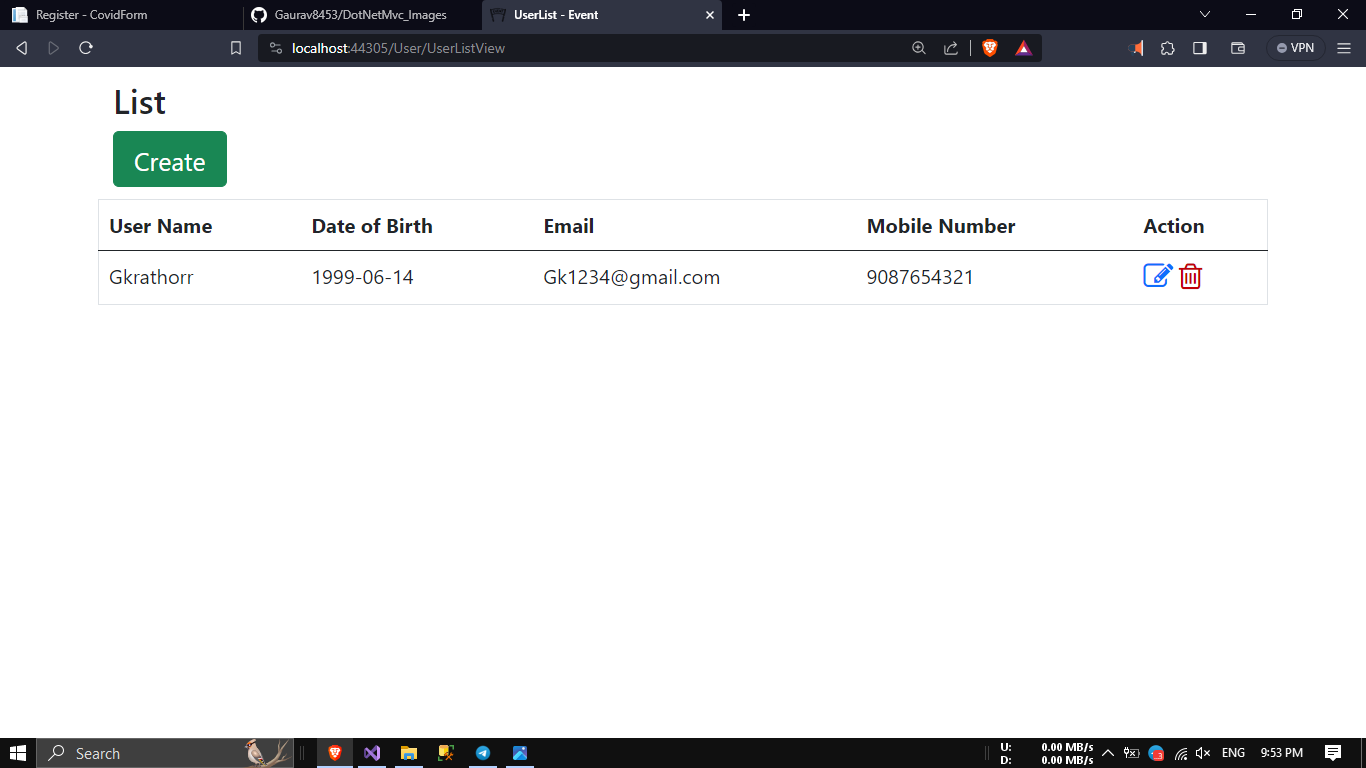 Register - CovidForm
Gaurav8453/DotNetMvc_Images
UserList - Event
localhost:44305/User/UserListView
VPN
List
Create
User Name Date of Birth Email Mobile Number Action
Gkrathorr 1999-06-14 Gk1234@gmail.com 9087654321
Search
U: 0.00 MB/s
D: 0.00 MB/s
ENG
9:53 PM